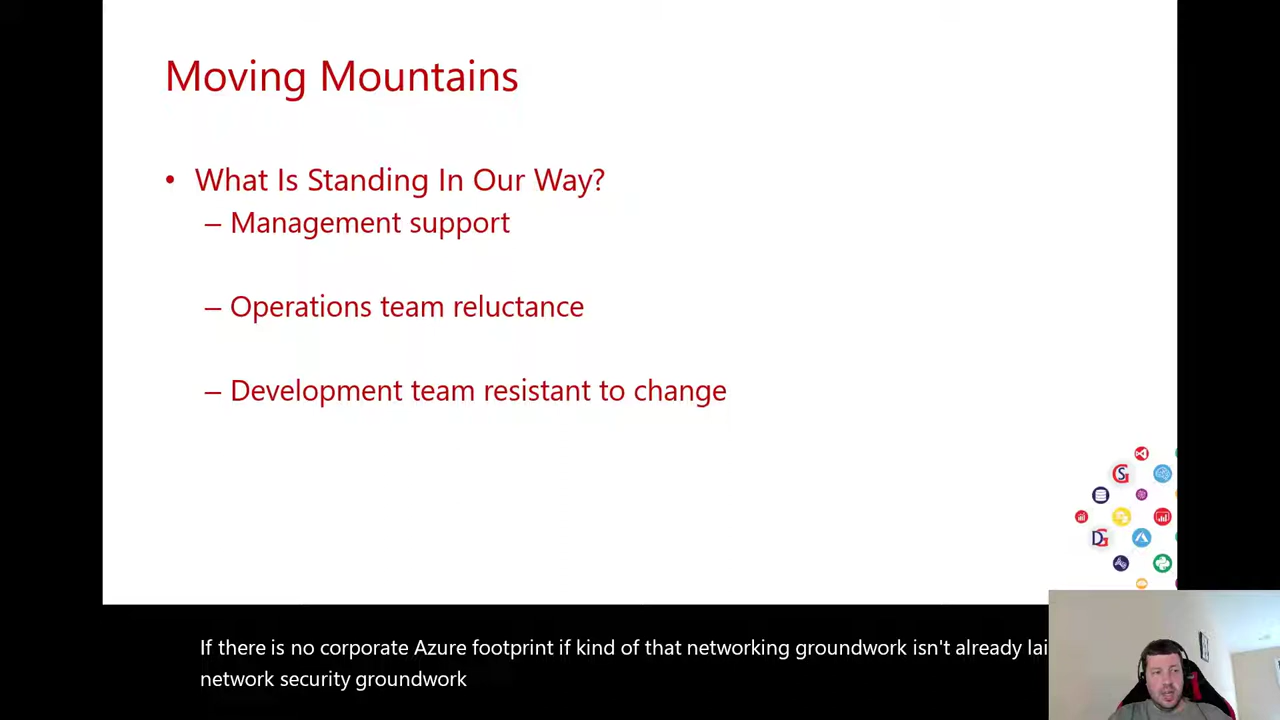 Moving Mountains
• What Is Standing In Our Way?
– Management support
– Operations team reluctance
– Development team resistant to change
If there is no corporate Azure footprint if kind of that networking groundwork isn't already
network security groundwork